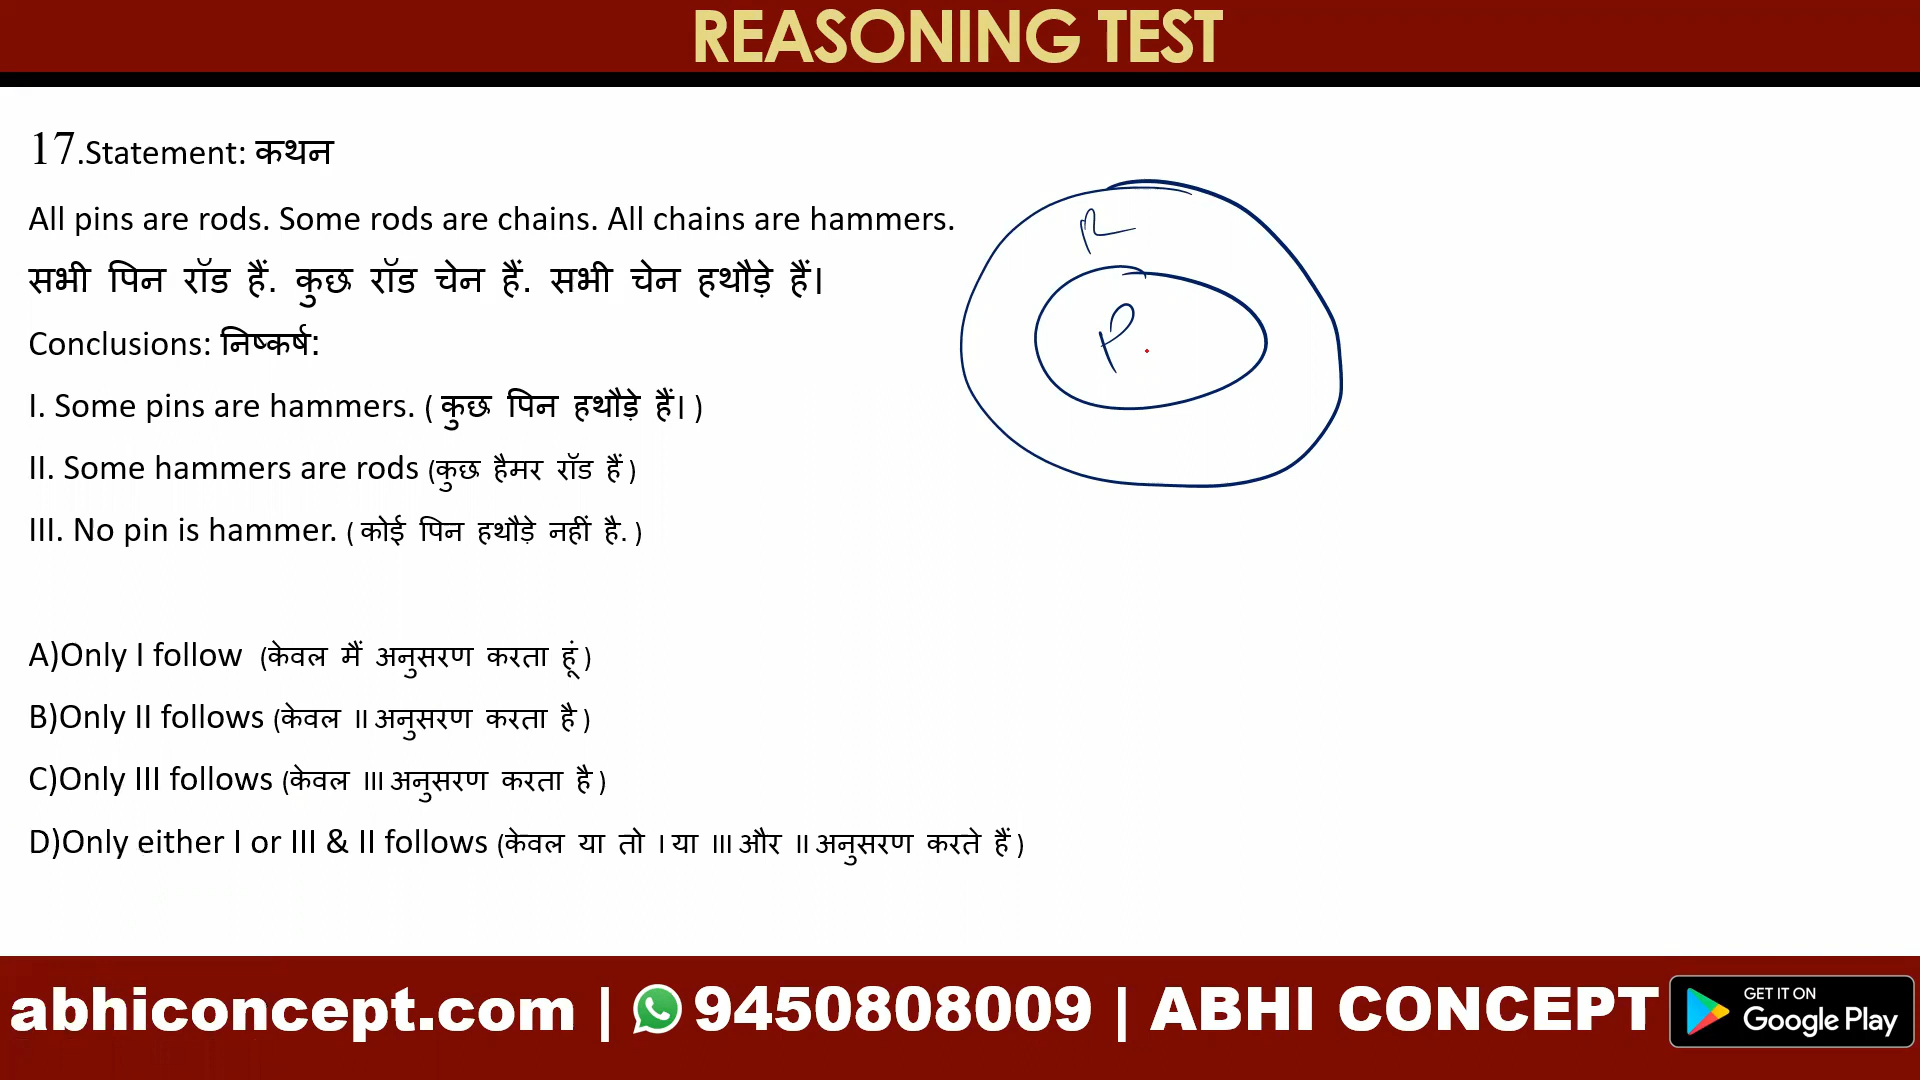 REASONING TEST
17.Statement: कथन
All pins are rods. Some rods are chains. All chains are hammers.
सभी पिन रॉड हैं. कुछ रॉड चेन हैं. सभी चेन हथौड़े हैं।
Conclusions: निष्कर्ष:
I. Some pins are hammers. ( कुछ पिन हथौड़े हैं। )
II. Some hammers are rods (कुछ हैमर रॉड हैं )
III. No pin is hammer. ( कोई पिन हथौड़े नहीं है. )
R
P
A)Only I follow (केवल मैं अनुसरण करता हूं )
B)Only II follows (केवल II अनुसरण करता है )
C)Only III follows (केवल III अनुसरण करता है )
D)Only either I or III & II follows (केवल या तो I या III और II अनुसरण करते हैं )
abhiconcept.com | 9450808009 | ABHI CONCEPT
GET IT ON
Google Play